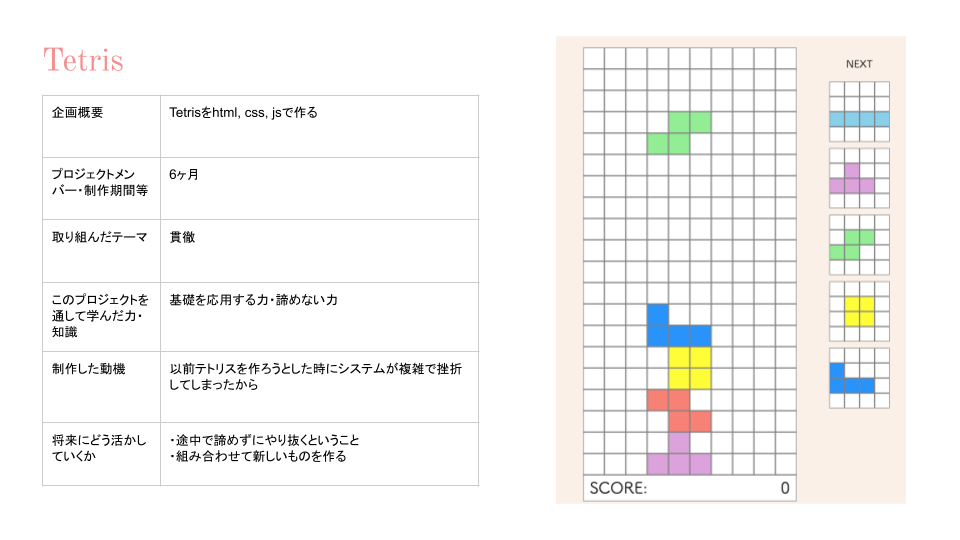 Tetris
企画概要
Tetrisをhtml, css, jsで作る
プロジェクトメン
バー・制作期間等
6ヶ月
取り組んだテーマ
貫徹
このプロジェクトを
通して学んだ力・
知識
基礎を応用する力・諦めない力
制作した動機
以前テトリスを作ろうとした時にシステムが複雑で挫折
してしまったから
将来にどう活かし
ていくか
・途中で諦めずにやり抜くということ
・組み合わせて新しいものを作る
NEXT
SCORE: 0